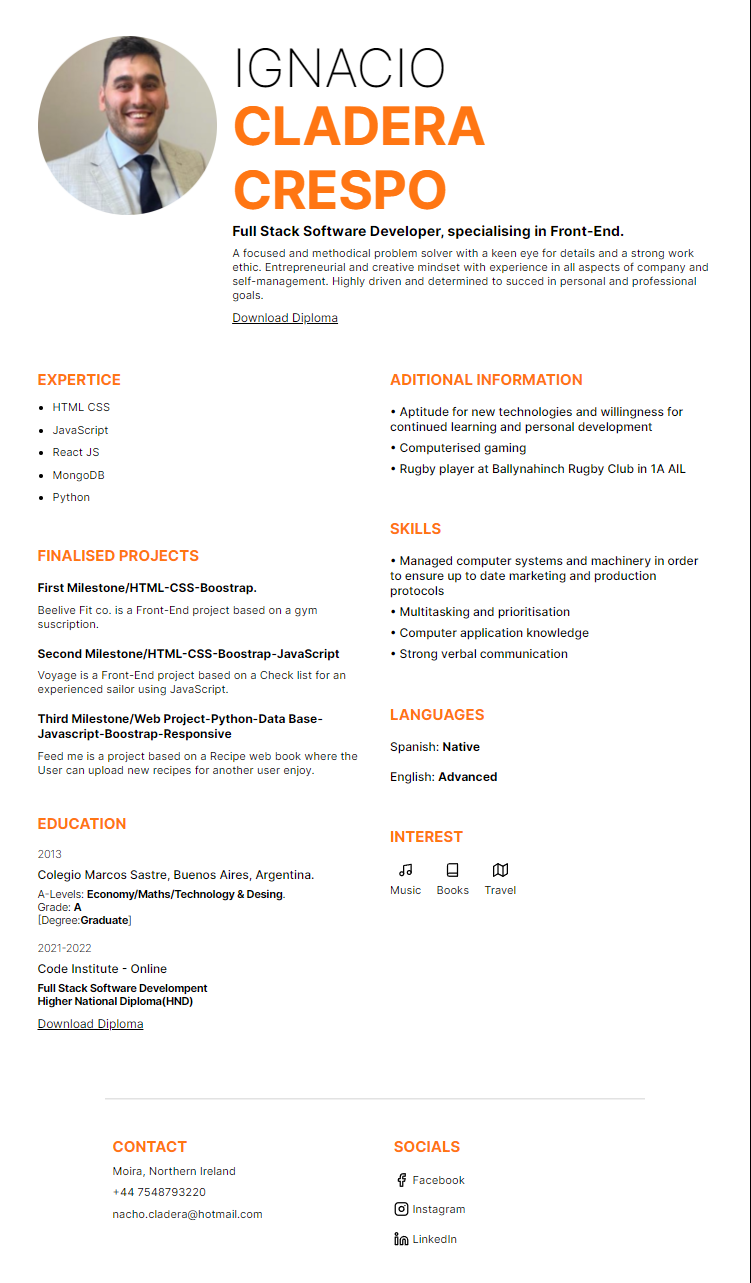 IGNACIO
CLADERA
CRESPO
Full Stack Software Developer, specialising in Front-End.
A focused and methodical problem solver with a keen eye for details and a strong work
ethic. Entrepreneurial and creative mindset with experience in all aspects of company and
self-management. Highly driven and determined to succed in personal and professional
goals.
Download Diploma
EXPERTICE
• HTML CSS
• JavaScript
• React JS
• MongoDB
• Python
FINALISED PROJECTS
First Milestone/HTML-CSS-Boostrap.
Beelive Fit co. is a Front-End project based on a gym
suscription.
Second Milestone/HTML-CSS-Boostrap-JavaScript
Voyage is a Front-End project based on a Check list for an
experienced sailor using JavaScript.
Third Milestone/Web Project-Python-Data Base-
Javascript-Boostrap-Responsive
Feed me is a project based on a Recipe web book where the
User can upload new recipes for another user enjoy.
EDUCATION
2013
Colegio Marcos Sastre, Buenos Aires, Argentina.
A-Levels: Economy/Maths/Technology & Desing.
Grade: A
[Degree:Graduate]
2021-2022
Code Institute - Online
Full Stack Software Develompent
Higher National Diploma(HND)
Download Diploma
ADITIONAL INFORMATION
• Aptitude for new technologies and willingness for
continued learning and personal development
• Computerised gaming
• Rugby player at Ballynahinch Rugby Club in 1A AIL
SKILLS
• Managed computer systems and machinery in order
to ensure up to date marketing and production
protocols
• Multitasking and prioritisation
• Computer application knowledge
• Strong verbal communication
LANGUAGES
Spanish: Native
English: Advanced
INTEREST
Music Books Travel
CONTACT
Moira, Northern Ireland
+44 7548793220
nacho.cladera@hotmail.com
SOCIALS
Facebook
Instagram
LinkedIn